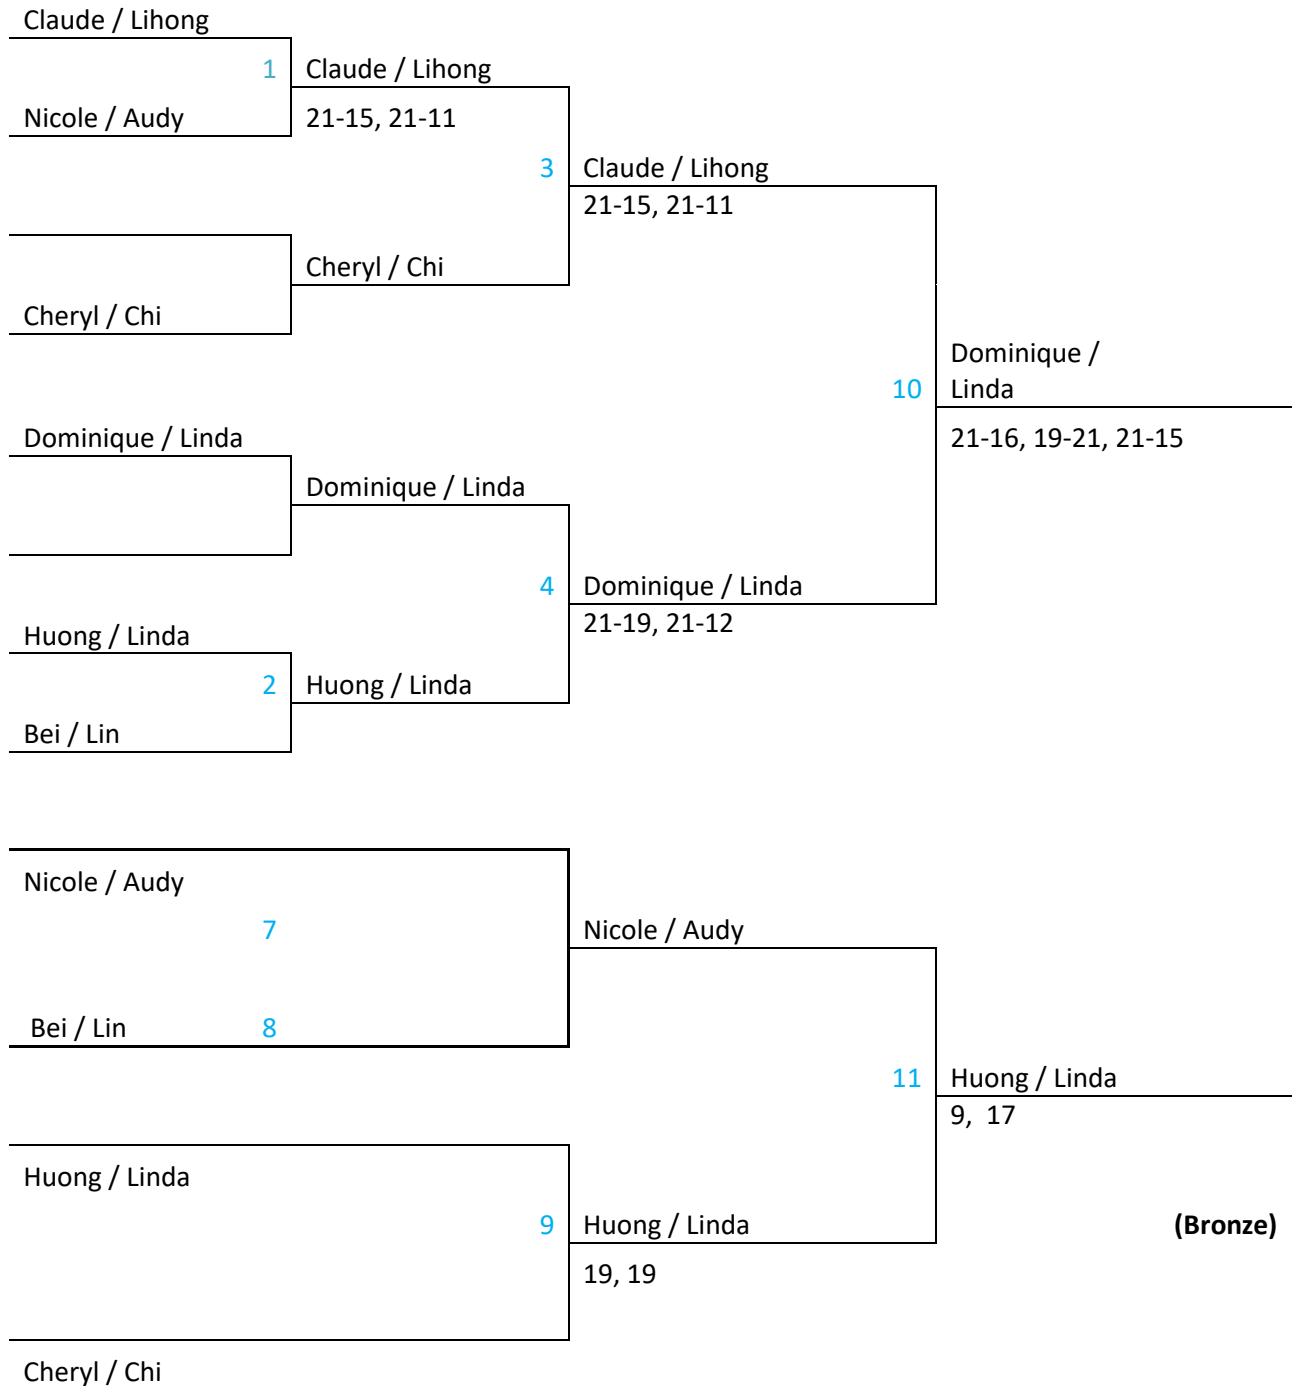 Claude / Lihong
1 Claude / Lihong
Nicole / Audy 21-15, 21-11
3 Claude / Lihong
21-15, 21-11
Cheryl / Chi
Cheryl / Chi
Dominique /
10 Linda
Dominique / Linda 21-16, 19-21, 21-15
Dominique / Linda
4 Dominique / Linda
21-19, 21-12
Huong / Linda
2 Huong / Linda
Bei / Lin
Nicole / Audy
7 Nicole / Audy
Bei / Lin 8
11 Huong / Linda
9, 17
Huong / Linda
9 Huong / Linda (Bronze)
19, 19
Cheryl / Chi